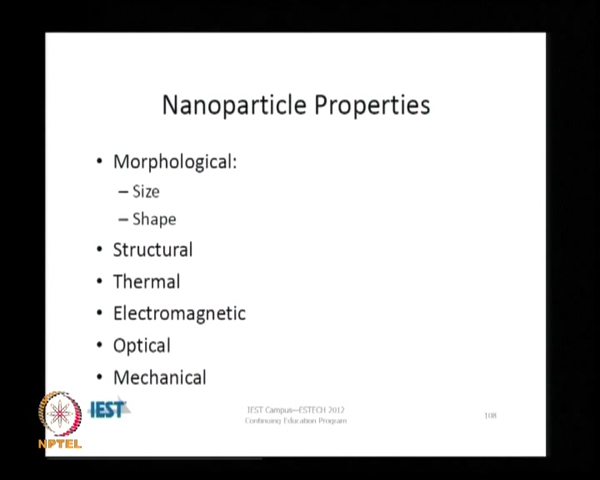 Nanoparticle Properties
• Morphological:
– Size
– Shape
• Structural
• Thermal
• Electromagnetic
• Optical
• Mechanical
IEST
NPTEL
IEST Campus—ESTECH 2012
Continuing Education Program
108